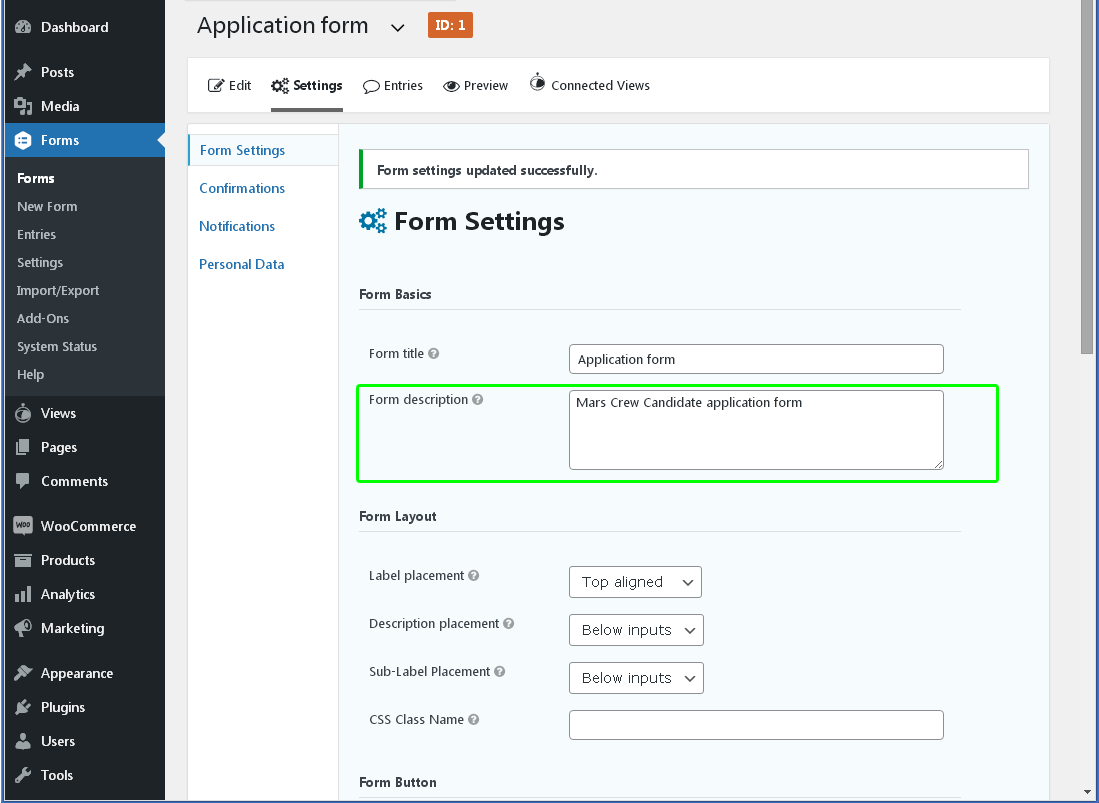 Dashboard
Posts
Media
Forms
Forms
New Form
Entries
Settings
Import/Export
Add-Ons
System Status
Help
Views
Pages
Comments
WOO WooCommerce
Products
Analytics
Marketing
Appearance
Plugins
Users
Tools
Application form ID: 1
Edit Settings Entries Preview Connected Views
Form Settings
Confirmations
Notifications
Personal Data
Form settings updated successfully.
Form Settings
Form Basics
Form title ? Application form
Form description ? Mars Crew Candidate application form
Form Layout
Label placement ? Top aligned
Description placement ? Below inputs
Sub-Label Placement ? Below inputs
CSS Class Name ?
Form Button